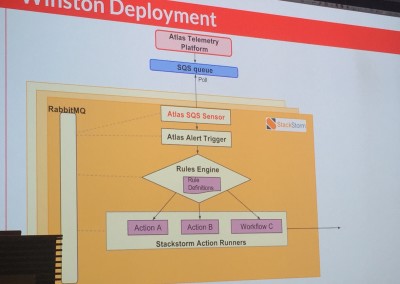 Winston Deployment
Atlas Telemetry
Platform
SQS queue
Poll
RabbitMQ
Atlas SQS Sensor
StackStorm
Atlas Alert Trigger
Rules Engine
Rule
Definitions
Action A
Action B
Workflow C
Stackstorm Action Runners